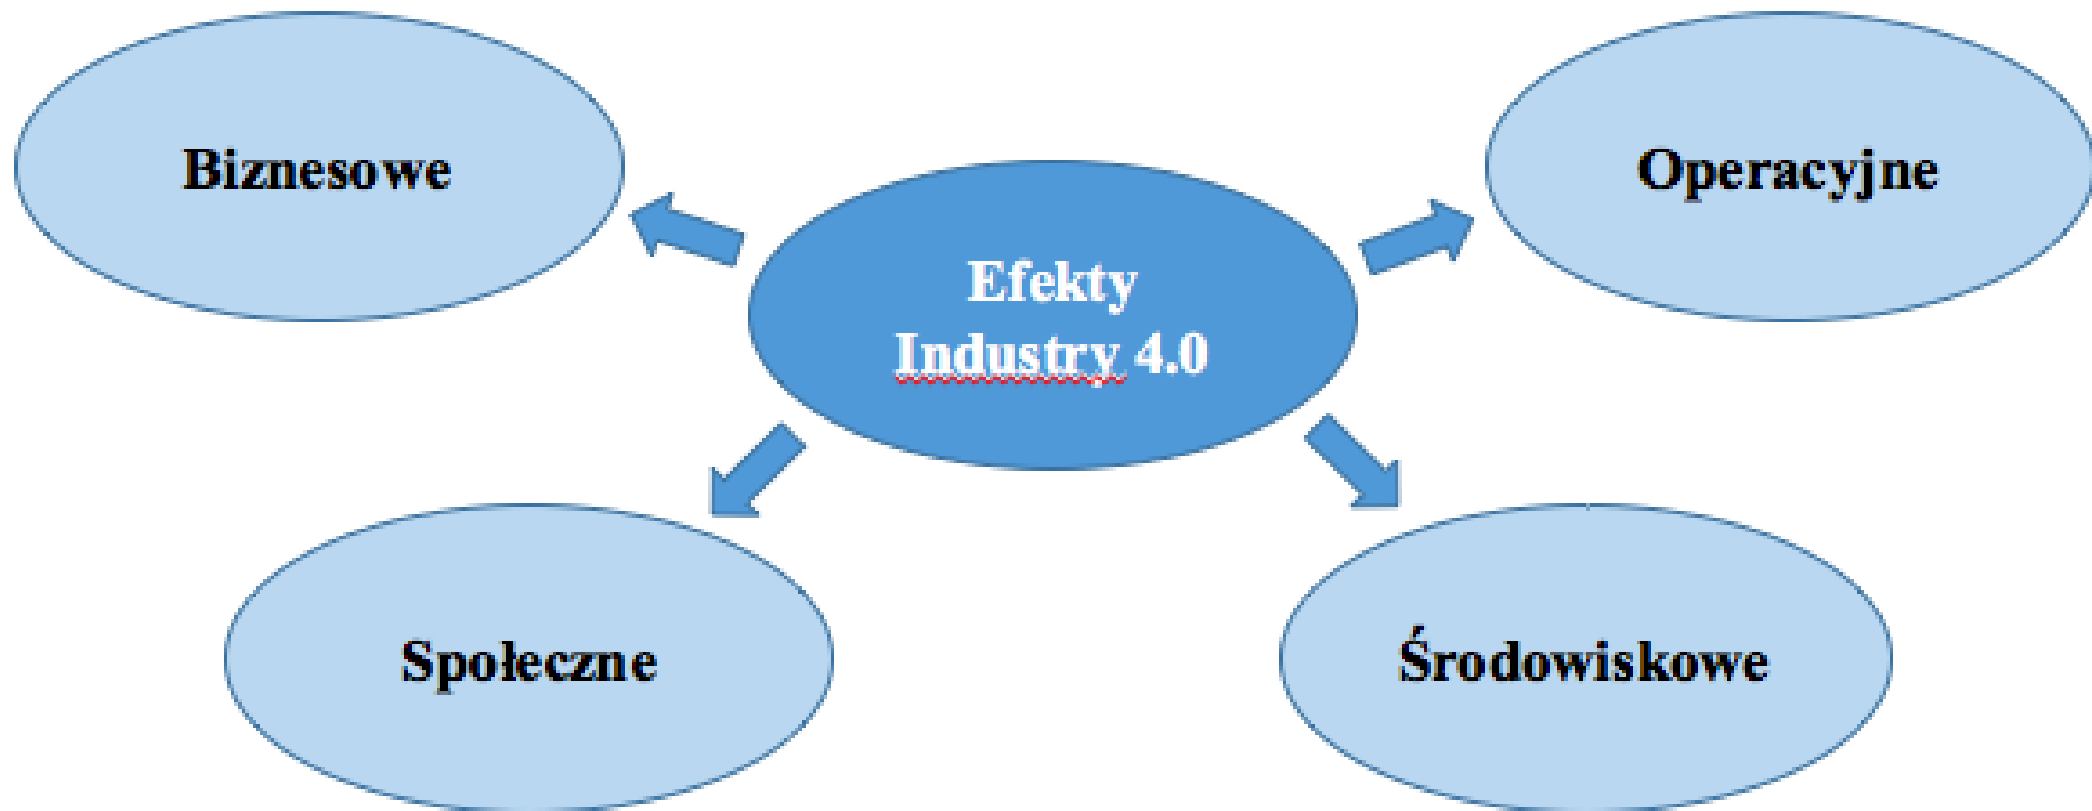 Biznesowe
Operacyjne
Efekty
Industry 4.0
Społeczne
Środowiskowe